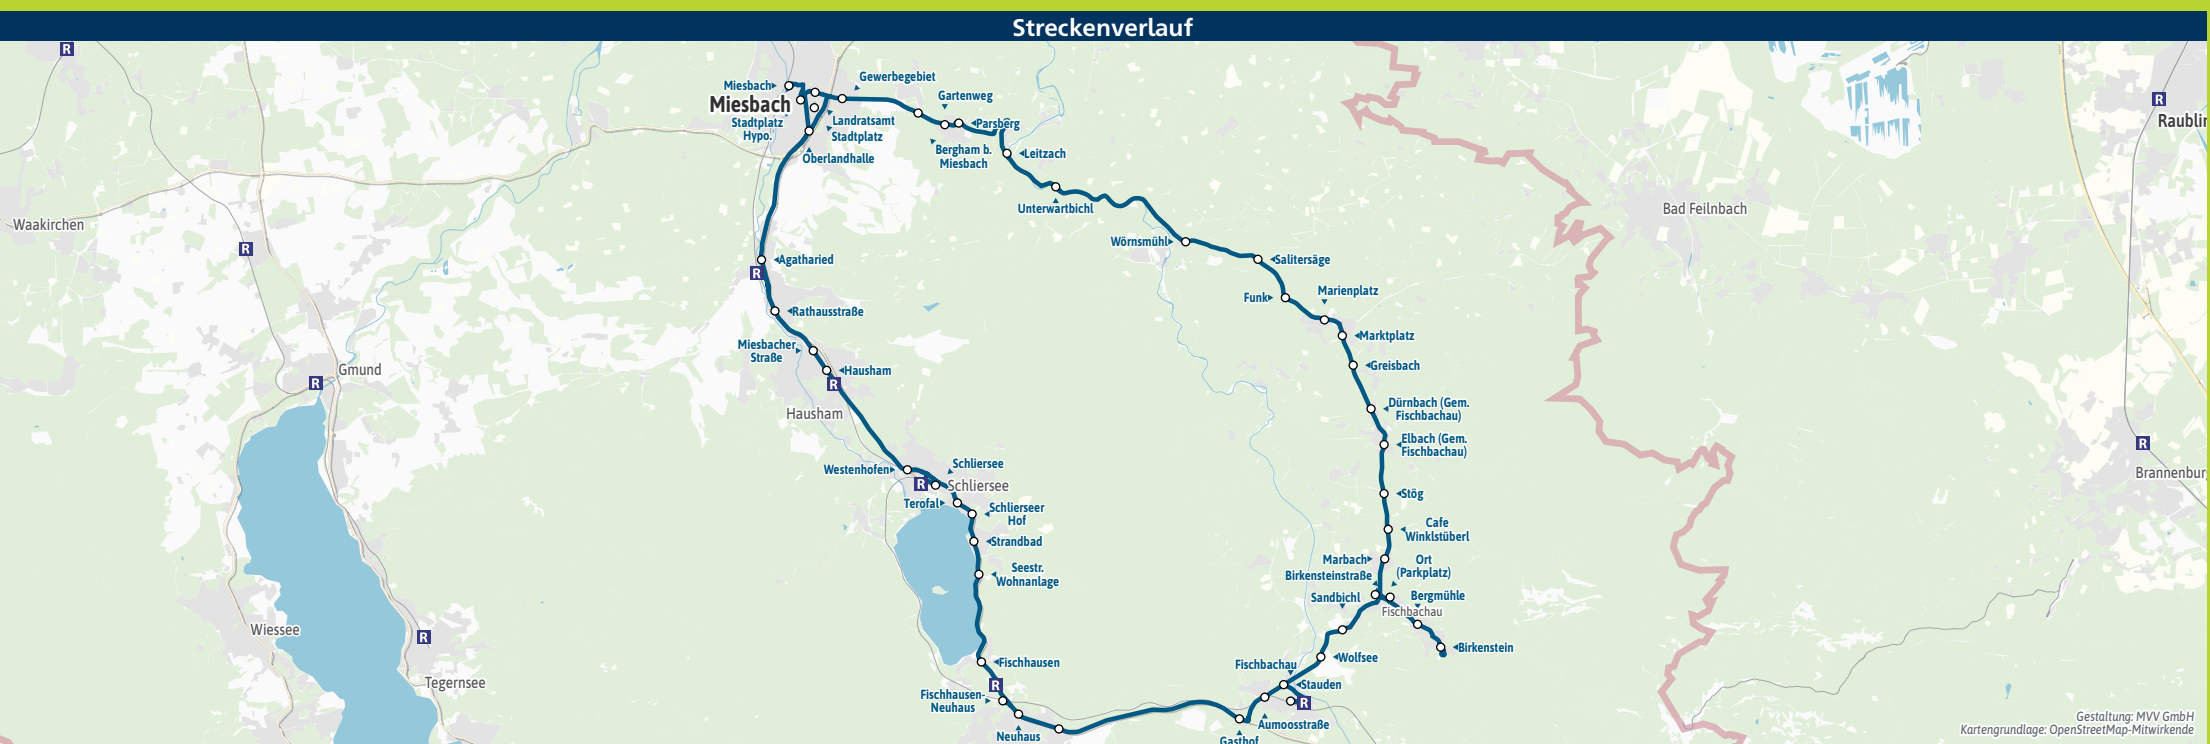 Streckenverlauf
R
Miesbach
Gewerbegebiet
Miesbach
Gartenweg
R
Stadtplatz
Hypo.
Landratsamt
Stadtplatz
Parsberg
Raublin
Oberlandhalle
Bergham b.
Miesbach
Leitzach
Waakirchen
Unterwartbichl
Bad Feilnbach
R
Wörnsmühl
Agatharied
R
Salitersäge
Funk
Marienplatz
Rathausstraße
Miesbacher
Straße
Marktplatz
Gmund
R
Hausham
R
Greisbach
Hausham
Dürnbach (Gem.
Fischbachau)
Elbach (Gem.
Fischbachau)
R
Brannenburg
Westenhofen
Schliersee
R
Schliersee
Terofal
Schlierseer
Hof
Stög
Strandbad
Cafe
Winklstüberl
Seestr.
Wohnanlage
Marbach
Ort
(Parkplatz)
Birkensteinstraße
Sandbichl
Bergmühle
Fischbachau
Wiessee
R
Birkenstein
Tegernsee
Fischhausen
Wolfsee
Fischbachau
R
Stauden
R
Fischhausen-
Neuhaus
Aumoosstraße
Neuhaus
Gasthof
Gestaltung: MVV GmbH
Kartengrundlage: OpenStreetMap-Mitwirkende